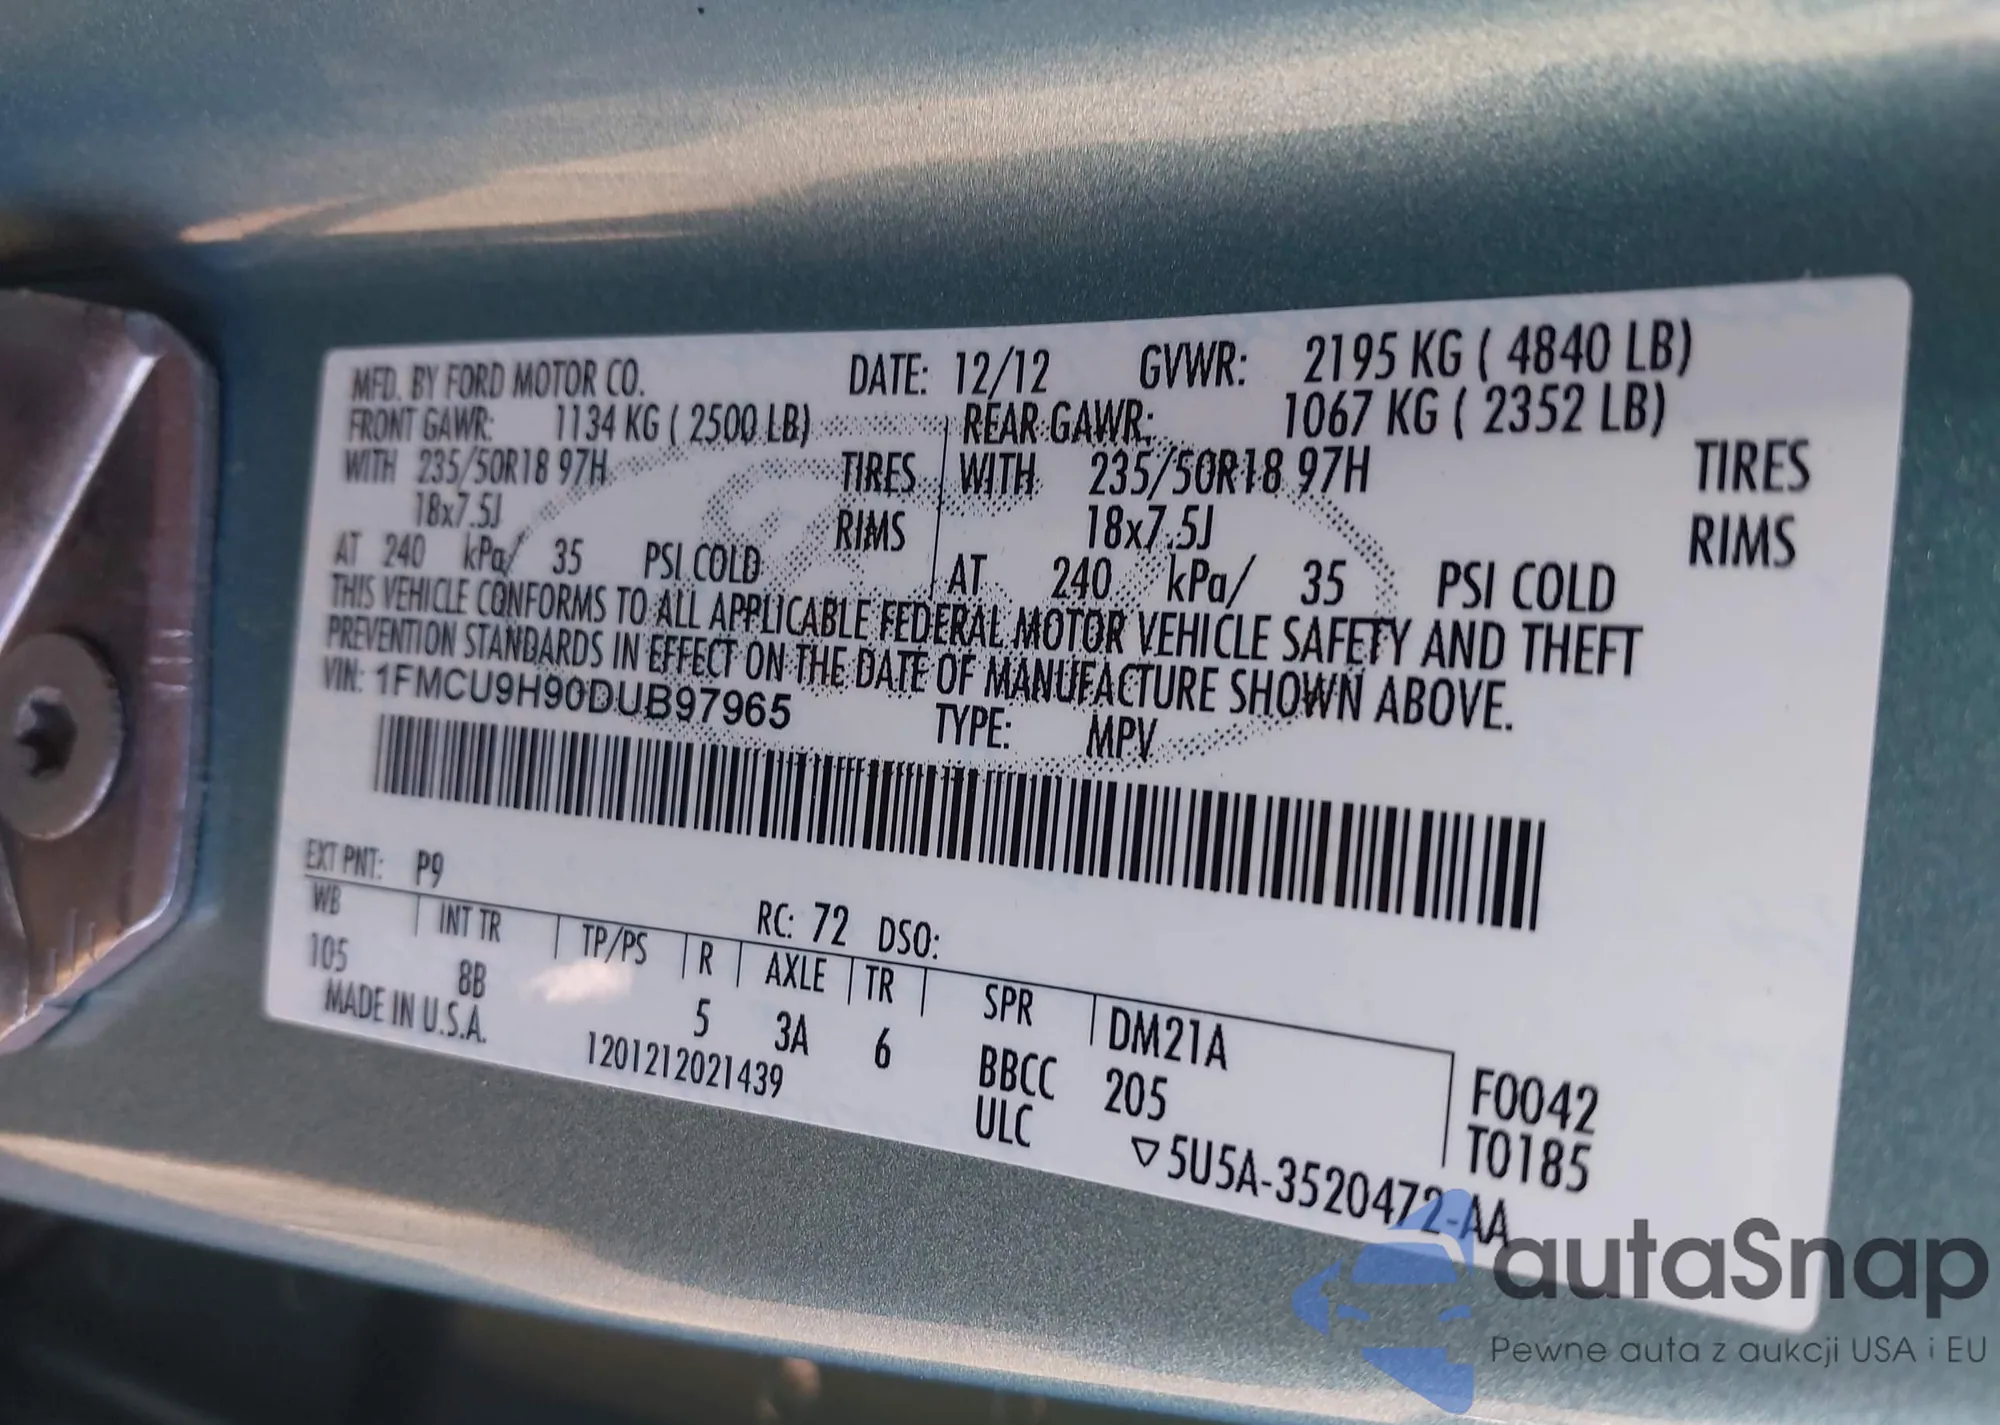 MFD. BY FORD MOTOR CO. DATE: 12/12 GVWR: 2195 KG ( 4840 LB)
FRONT GAWR: 1134 KG ( 2500 LB) REAR GAWR: 1067 KG ( 2352 LB)
WITH 235/50R18 97H TIRES WITH 235/50R18 97H TIRES
18x7.5J RIMS 18x7.5J RIMS
AT 240 kPa/ 35 PSI COLD AT 240 kPa/ 35 PSI COLD
THIS VEHICLE CONFORMS TO ALL APPLICABLE FEDERAL MOTOR VEHICLE SAFETY AND THEFT
PREVENTION STANDARDS IN EFFECT ON THE DATE OF MANUFACTURE SHOWN ABOVE.
VIN: 1FMCU9H90DUB97965 TYPE: MPV
EXT PNT: P9 RC: 72 DSO:
WB INT TR TP/PS R AXLE TR SPR DM21A F0042
105 8B 5 3A 6 BBCC 205 T0185
MADE IN U.S.A. 1201212021439 ULC ▽5U5A-3520472-AA
autaSnap
Pewne auta z aukcji USA i EU